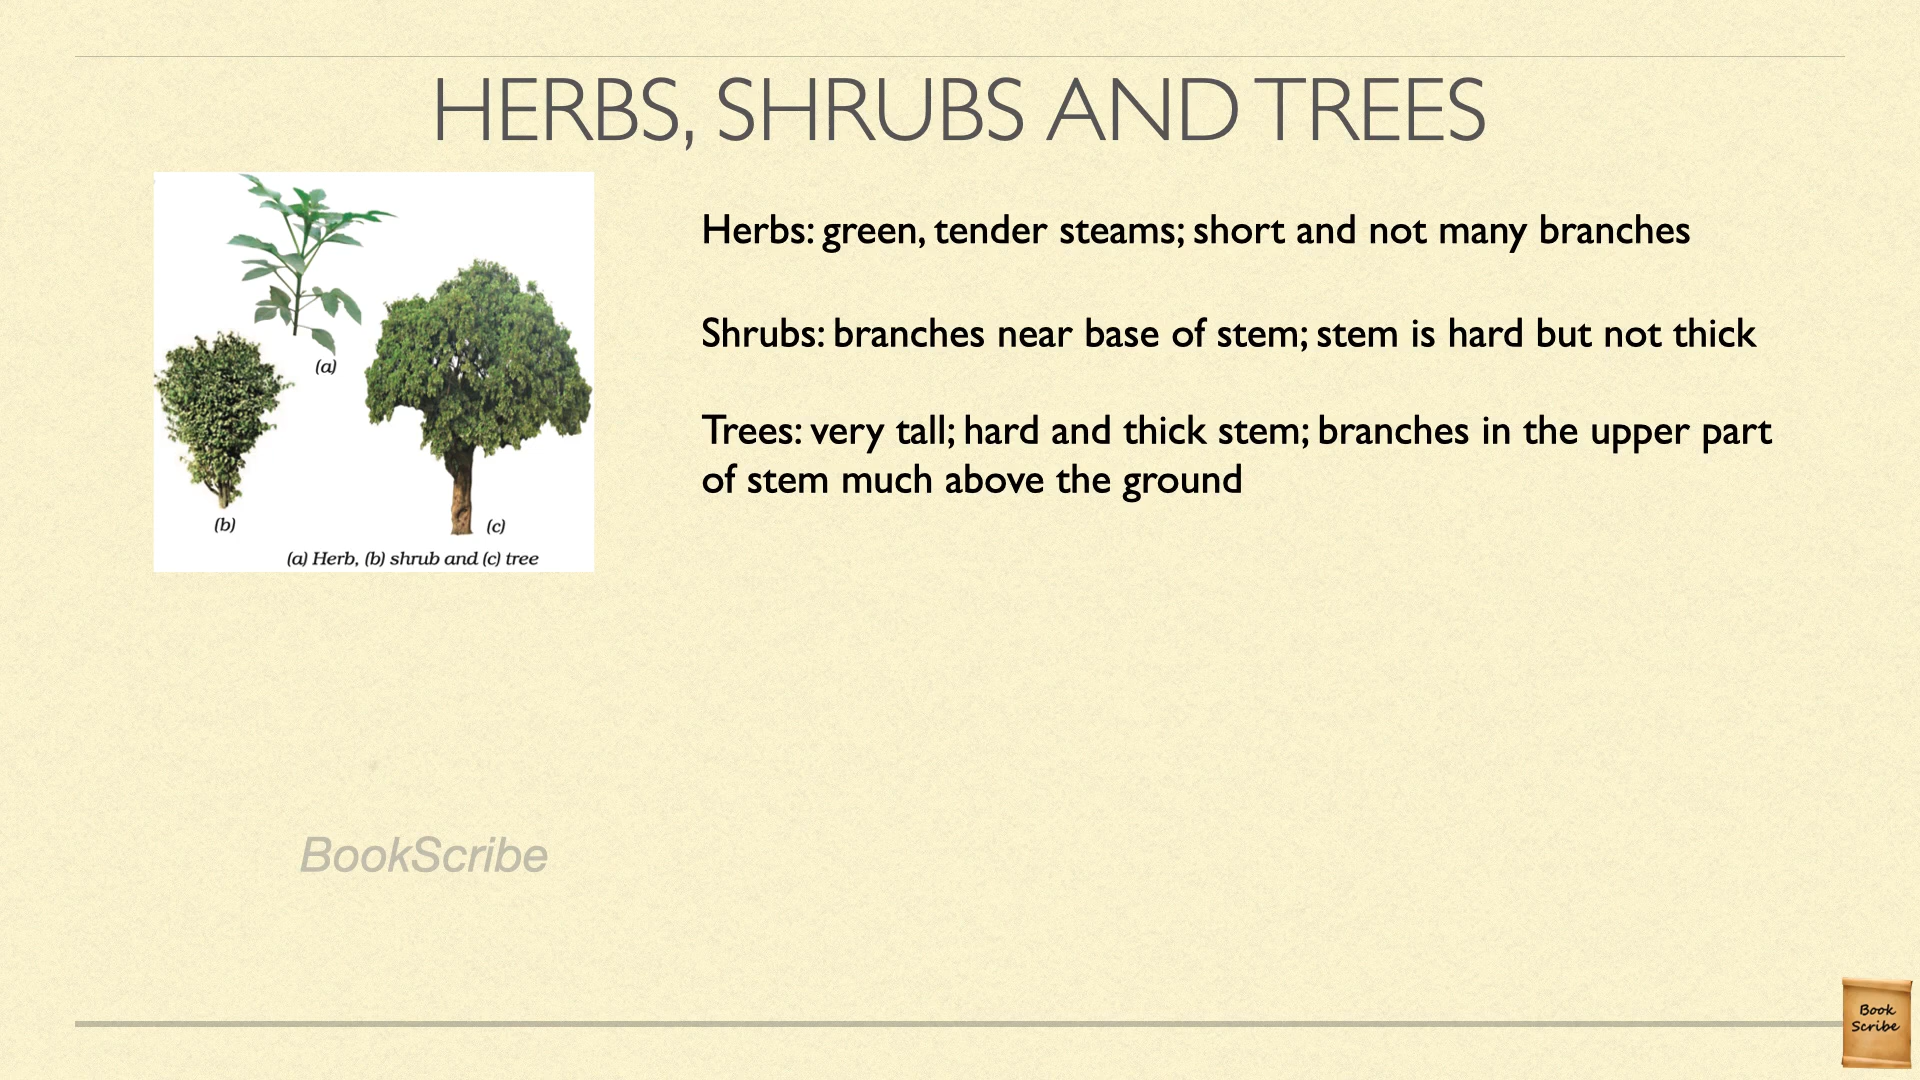 HERBS, SHRUBS AND TREES
(a)
(b)
(c)
(a) Herb, (b) shrub and (c) tree
Herbs: green, tender steams; short and not many branches
Shrubs: branches near base of stem; stem is hard but not thick
Trees: very tall; hard and thick stem; branches in the upper part
of stem much above the ground
BookScribe
Book
Scribe